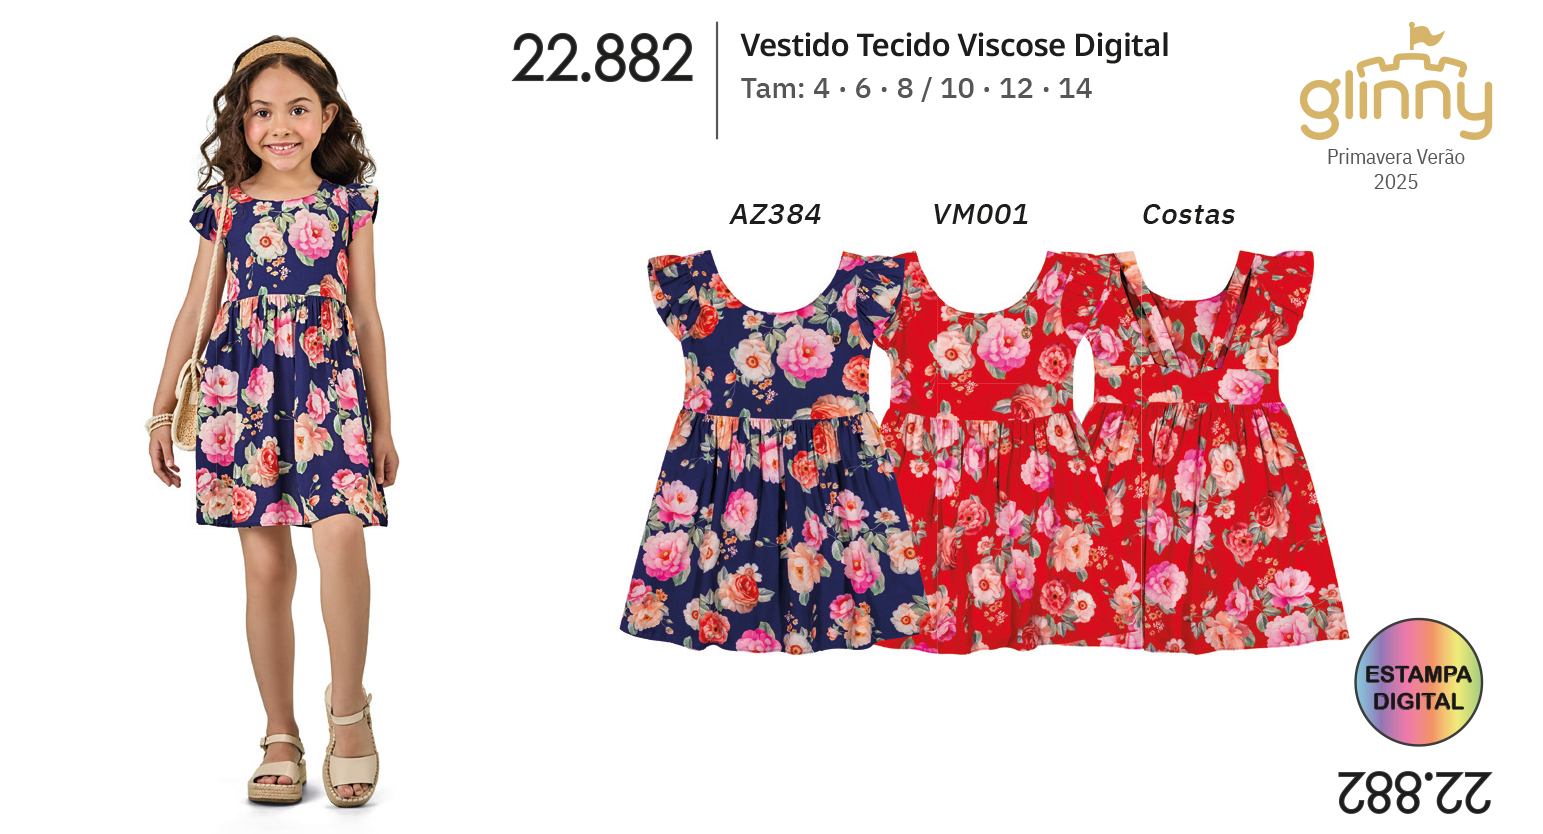 22.882
Vestido Tecido Viscose Digital
Tam: 4 · 6 · 8 / 10 · 12 · 14
glinny
Primavera Verão
2025
AZ384
VM001
Costas
ESTAMPA
DIGITAL
22.882